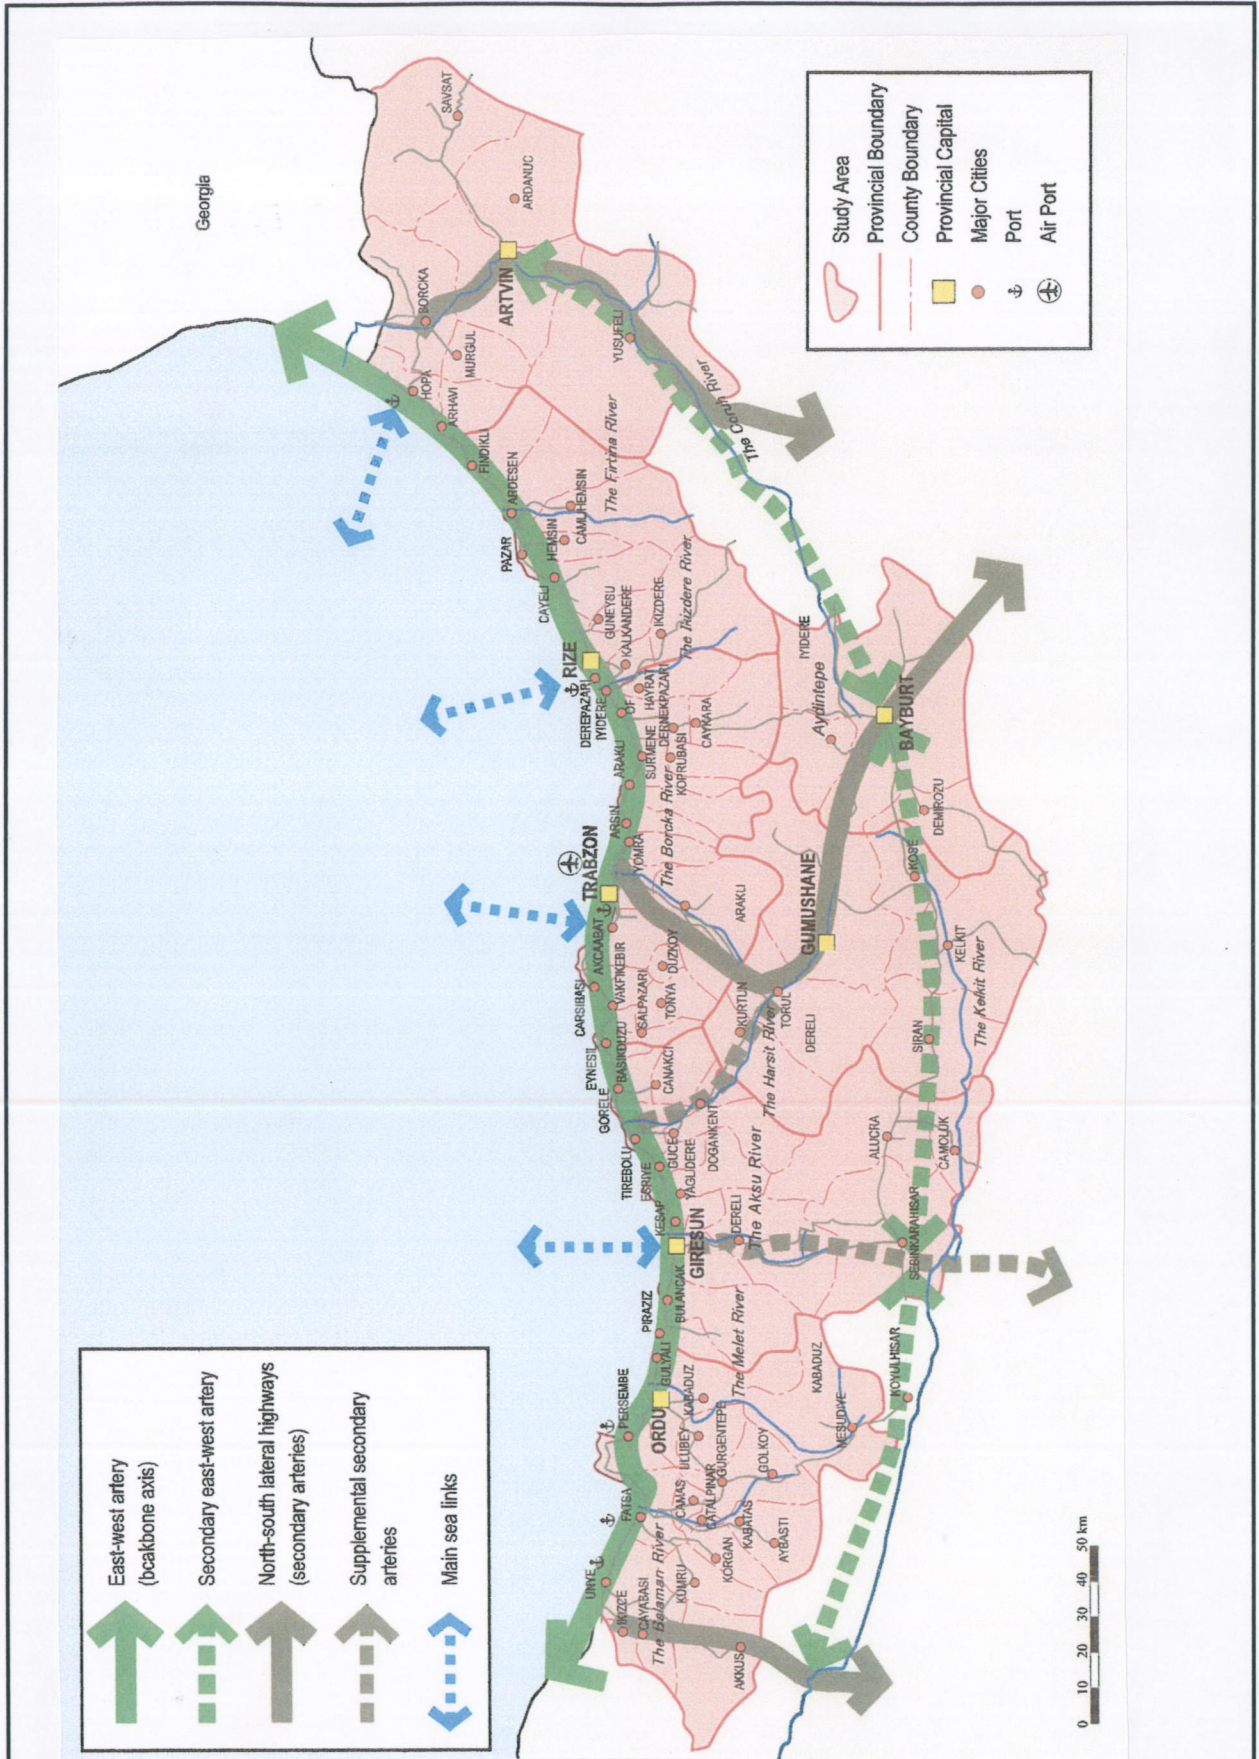 East-west artery
(bcakbone axis)
Secondary east-west artery
North-south lateral highways
(secondary arteries)
Supplemental secondary
arteries
Main sea links
Georgia
Study Area
Provincial Boundary
County Boundary
Provincial Capital
Major Cities
Port
Air Port
UNYE
IKIZCE
CAYABASI
The Bolaman River
KUMRU
AKKUS
KORGAN
FATSA
CAMAS
CATALPINAR
KABATAS
AYBASTI
PERSEMBE
ORDU
ULUBEY
GURGENTEPE
GOLKOY
KABADUZ
GULYALI
The Melet River
KABADUZ
MESUDIYE
KOYULHISAR
PIRAZIZ
BULANCAK
GIRESUN
KESAP
DERELI
The Aksu River
SEBINKARAHISAR
TIREBOLU
ESRIYE
YAGLIDERE
GUCE
DOGANKENT
The Harsit River
ALUCRA
CAMOLUK
GORELE
EYNESIL
CANAKCI
BASIKDUZU
CARSIBASI
SALPAZARI
VAKFIKEBIR
TONYA
DUZKOY
KURTUN
TORUL
DERELI
SIRAN
The Kelkit River
KELKIT
AKCAABAT
TRABZON
YOMRA
ARSIN
The Borcka River
ARAKLI
GUMUSHANE
KOSE
DEMIROZU
ARAKLI
SURMENE
KOPRUBASI
DERNEKPAZARI
CAYKARA
HAYRAT
OF
IYIDERE
DEREPAZARI
RIZE
Aydintepe
BAYBURT
IYIDERE
GUNEYSU
KALKANDERE
IKIZDERE
The Ikizdere River
CAYELI
PAZAR
HEMSIN
CAMLIHEMSIN
ARDESEN
The Firtina River
FINDIKLI
ARHAVI
HOPA
MURGUL
BORCKA
ARTVIN
YUSUFELI
The Coruh River
ARDANUC
SAVSAT
0 10 20 30 40 50 km